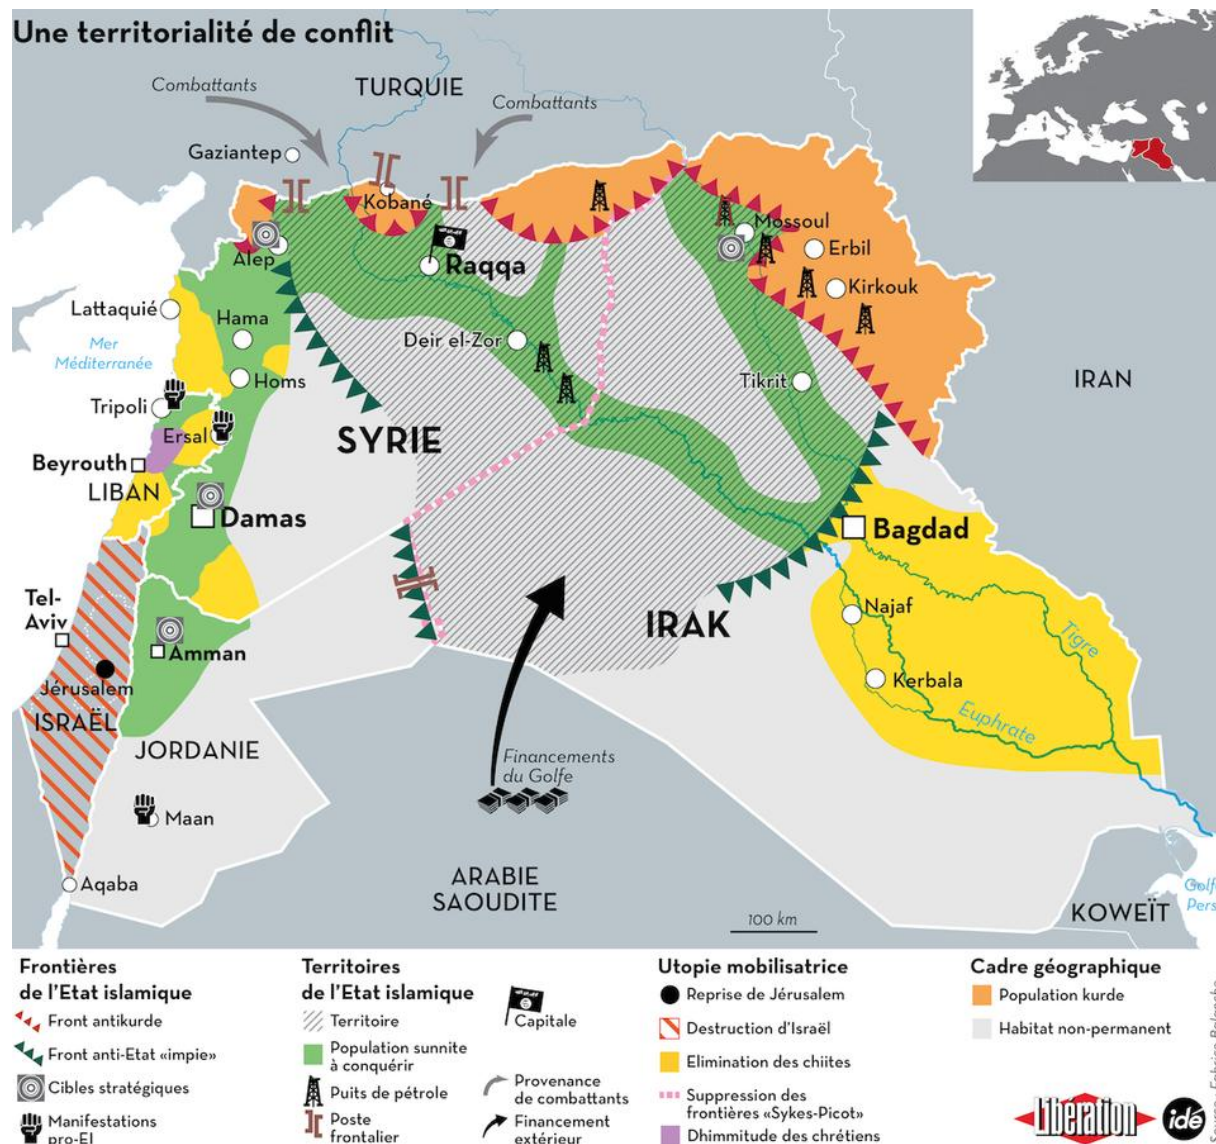 Une territorialité de conflit
Combattants
TURQUIE
Combattants
Gaziantep
Kobané
Alep
Raqqa
Mossoul
Erbil
Kirkouk
Lattaquié
Hama
Mer
Méditerranée
Deir el-Zor
Homs
Tikrit
IRAN
Tripoli
Ersal
SYRIE
Beyrouth
LIBAN
Damas
Bagdad
Tel-
Aviv
Najaf
IRAK
Tigre
Amman
Jérusalem
Kerbala
ISRAËL
Euphrate
JORDANIE
Financements
du Golfe
Maan
Aqaba
ARABIE
SAOUDITE
100 km
KOWEÏT
Golfe
Pers
Frontières
de l'Etat islamique
Front antikurde
Front anti-Etat «impie»
Cibles stratégiques
Manifestations
pro-EI
Territoires
de l'Etat islamique
Territoire
Population sunnite
à conquérir
Puits de pétrole
Poste
frontalier
Capitale
Provenance
de combattants
Financement
extérieur
Utopie mobilisatrice
Reprise de Jérusalem
Destruction d'Israël
Elimination des chiites
Suppression des
frontières «Sykes-Picot»
Dhimmitude des chrétiens
Cadre géographique
Population kurde
Habitat non-permanent
Libération
idé